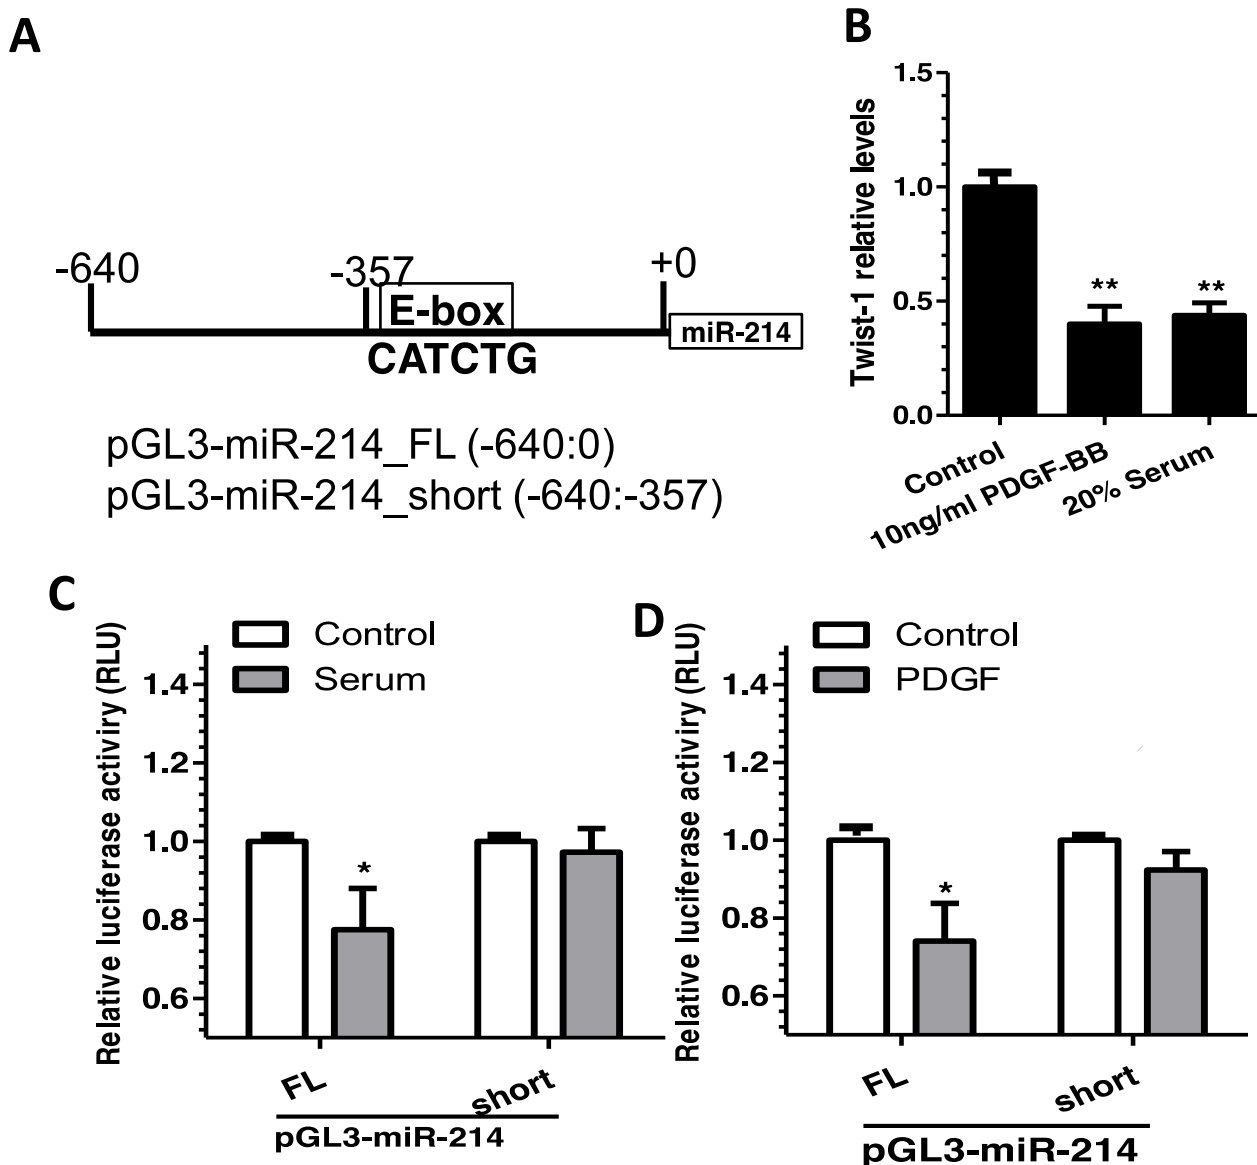 A
-640
-357
+0
E-box
miR-214
CATCTG
pGL3-miR-214_FL (-640:0)
pGL3-miR-214_short (-640:-357)
B
Twist-1 relative levels
1.5
1.0
0.5
0.0
**
**
Control
10ng/ml PDGF-BB
20% Serum
C
Control
Serum
Relative luciferase activiry (RLU)
1.4
1.2
1.0
0.8
0.6
*
FL
short
pGL3-miR-214
D
Control
PDGF
Relative luciferase activiry (RLU)
1.4
1.2
1.0
0.8
0.6
*
FL
short
pGL3-miR-214